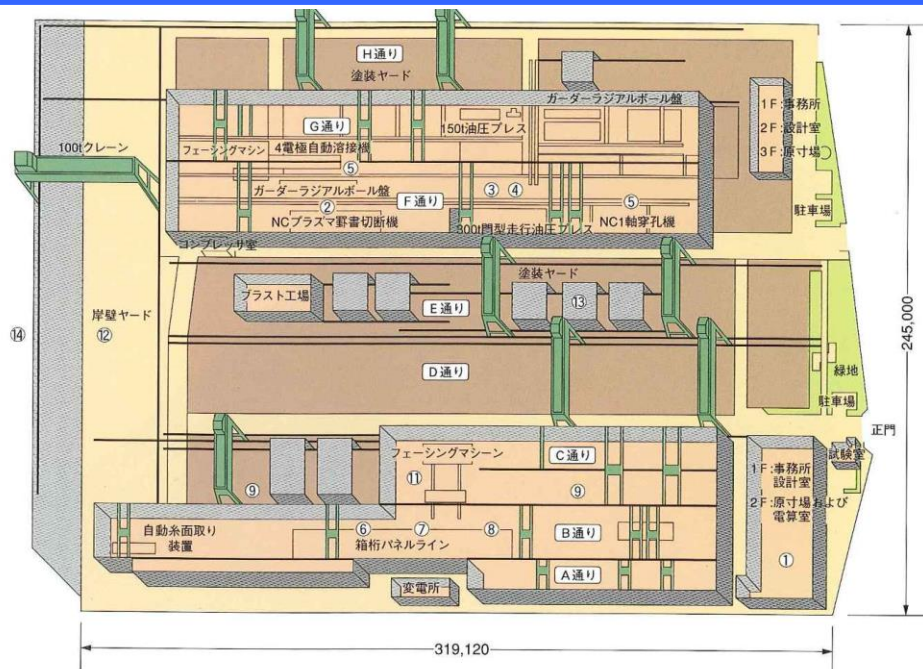 H通り
塗装ヤード
ガーダーラジアルボール盤
1F:事務所
2F:設計室
3F:原寸場
G通り
150t油圧プレス
100tクレーン
フェーシングマシン
4電極自動溶接機
⑤
ガーダーラジアルボール盤
③
④
②
F通り
⑤
NCプラズマ罫書切断機
300t門型走行油圧プレス
NC1軸穿孔機
駐車場
コンプレッサ室
塗装ヤード
ブラスト工場
E通り
⑬
⑭
岸壁ヤード
⑫
D通り
緑地
駐車場
245,000
正門
試験室
フェーシングマシーン
C通り
⑪
⑨
⑨
1F:事務所
設計室
2F:原寸場および
電算室
自動糸面取り
装置
⑥
⑦
⑧
箱桁パネルライン
B通り
A通り
①
変電所
319,120